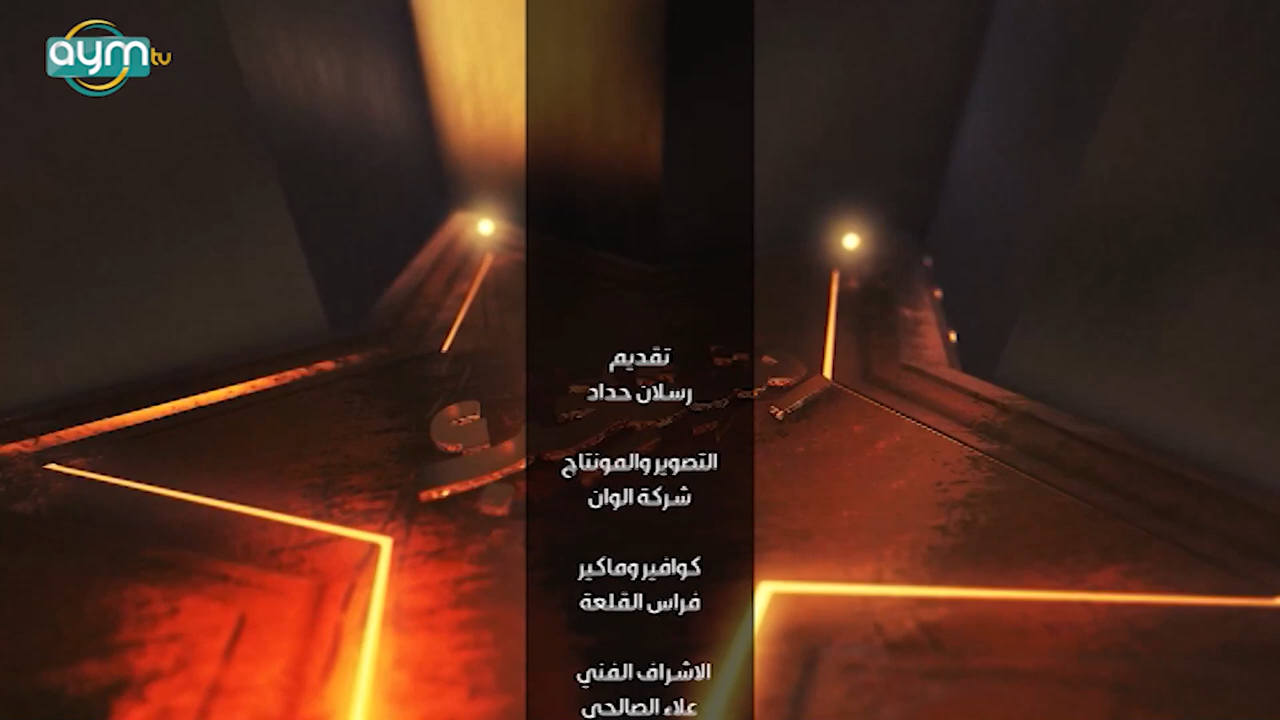 aym tv
تقديم
رسلان حداد
التصوير والمونتاج
شركة الوان
كوافير وماكير
فراس القلعة
الاشراف الفني
علاء الصالحي